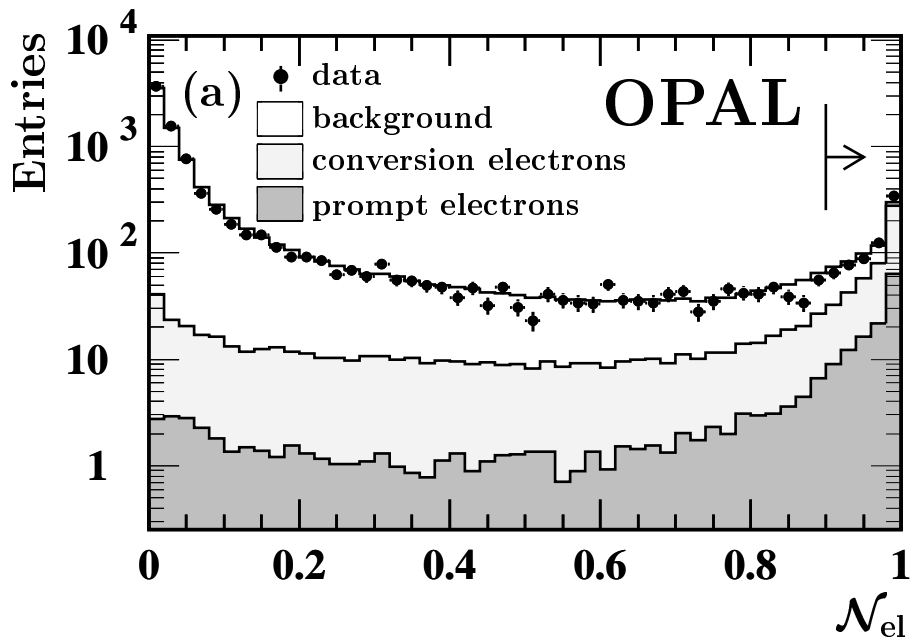 Entries
10 4
10 3
10 2
10
1
(a)
data
background
conversion electrons
prompt electrons
OPAL
0 0.2 0.4 0.6 0.8 1
𝒩el